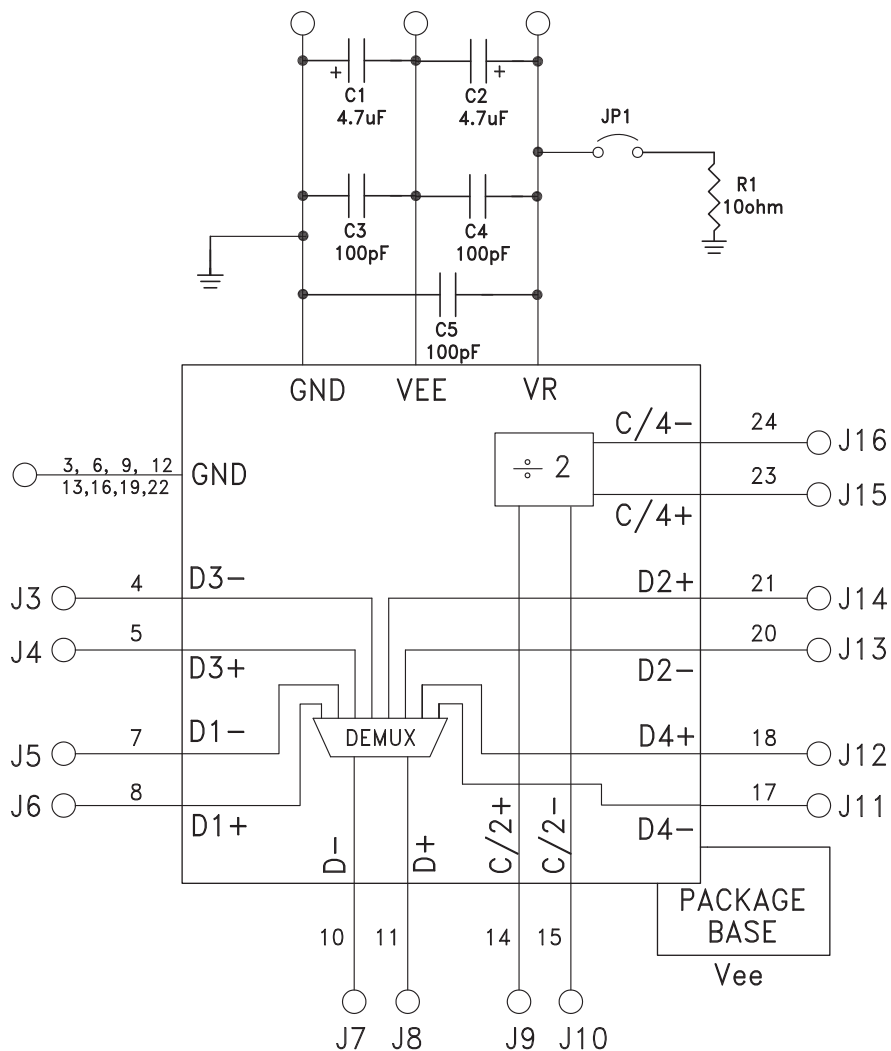 +
C1
4.7uF
C2
4.7uF
+
JP1
R1
10ohm
C3
100pF
C4
100pF
C5
100pF
GND
VEE
VR
3, 6, 9, 12
13,16,19,22
GND
÷ 2
C/4-
24
J16
23
J15
C/4+
J3
4
D3-
D2+
21
J14
J4
5
D3+
20
J13
D2-
J5
7
D1-
DEMUX
D4+
18
J12
J6
8
D1+
17
J11
D4-
D-
D+
C/2+
C/2-
PACKAGE
BASE
Vee
10
11
14
15
J7
J8
J9
J10